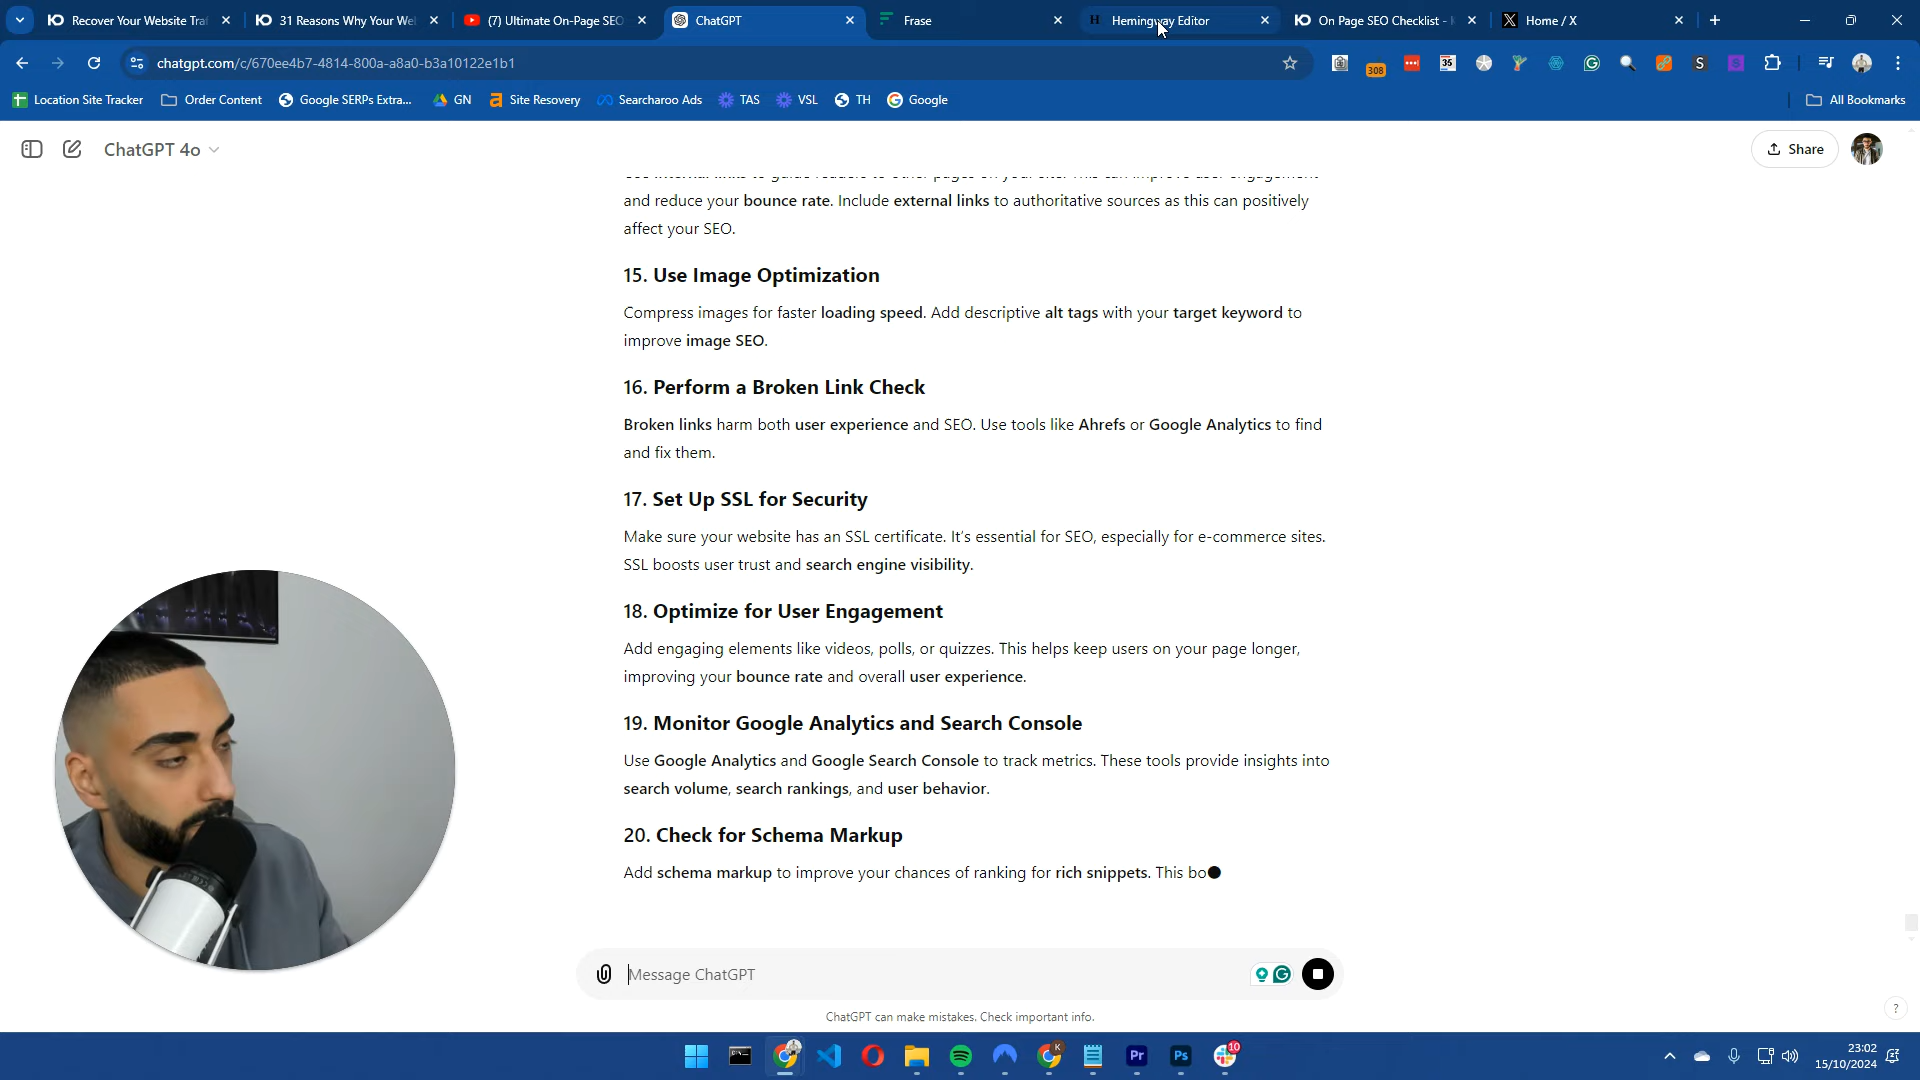 Recover Your Website Tra
31 Reasons Why Your We
(7) Ultimate On-Page SEO
ChatGPT
Frase
Hemingway Editor
On Page SEO Checklist -
Home / X
chatgpt.com/c/670ee4b7-4814-800a-a8a0-b3a10122e1b1
308
35
S
Location Site Tracker
Order Content
Google SERPs Extra...
GN
Site Recovery
Searcharoo Ads
TAS
VSL
TH
Google
All Bookmarks
ChatGPT 4o
Share
and reduce your bounce rate. Include external links to authoritative sources as this can positively
affect your SEO.
15. Use Image Optimization
Compress images for faster loading speed. Add descriptive alt tags with your target keyword to
improve image SEO.
16. Perform a Broken Link Check
Broken links harm both user experience and SEO. Use tools like Ahrefs or Google Analytics to find
and fix them.
17. Set Up SSL for Security
Make sure your website has an SSL certificate. It's essential for SEO, especially for e-commerce sites.
SSL boosts user trust and search engine visibility.
18. Optimize for User Engagement
Add engaging elements like videos, polls, or quizzes. This helps keep users on your page longer,
improving your bounce rate and overall user experience.
19. Monitor Google Analytics and Search Console
Use Google Analytics and Google Search Console to track metrics. These tools provide insights into
search volume, search rankings, and user behavior.
20. Check for Schema Markup
Add schema markup to improve your chances of ranking for rich snippets. This bo
Message ChatGPT
ChatGPT can make mistakes. Check important info.
?
K
Pr
Ps
10
23:02
15/10/2024